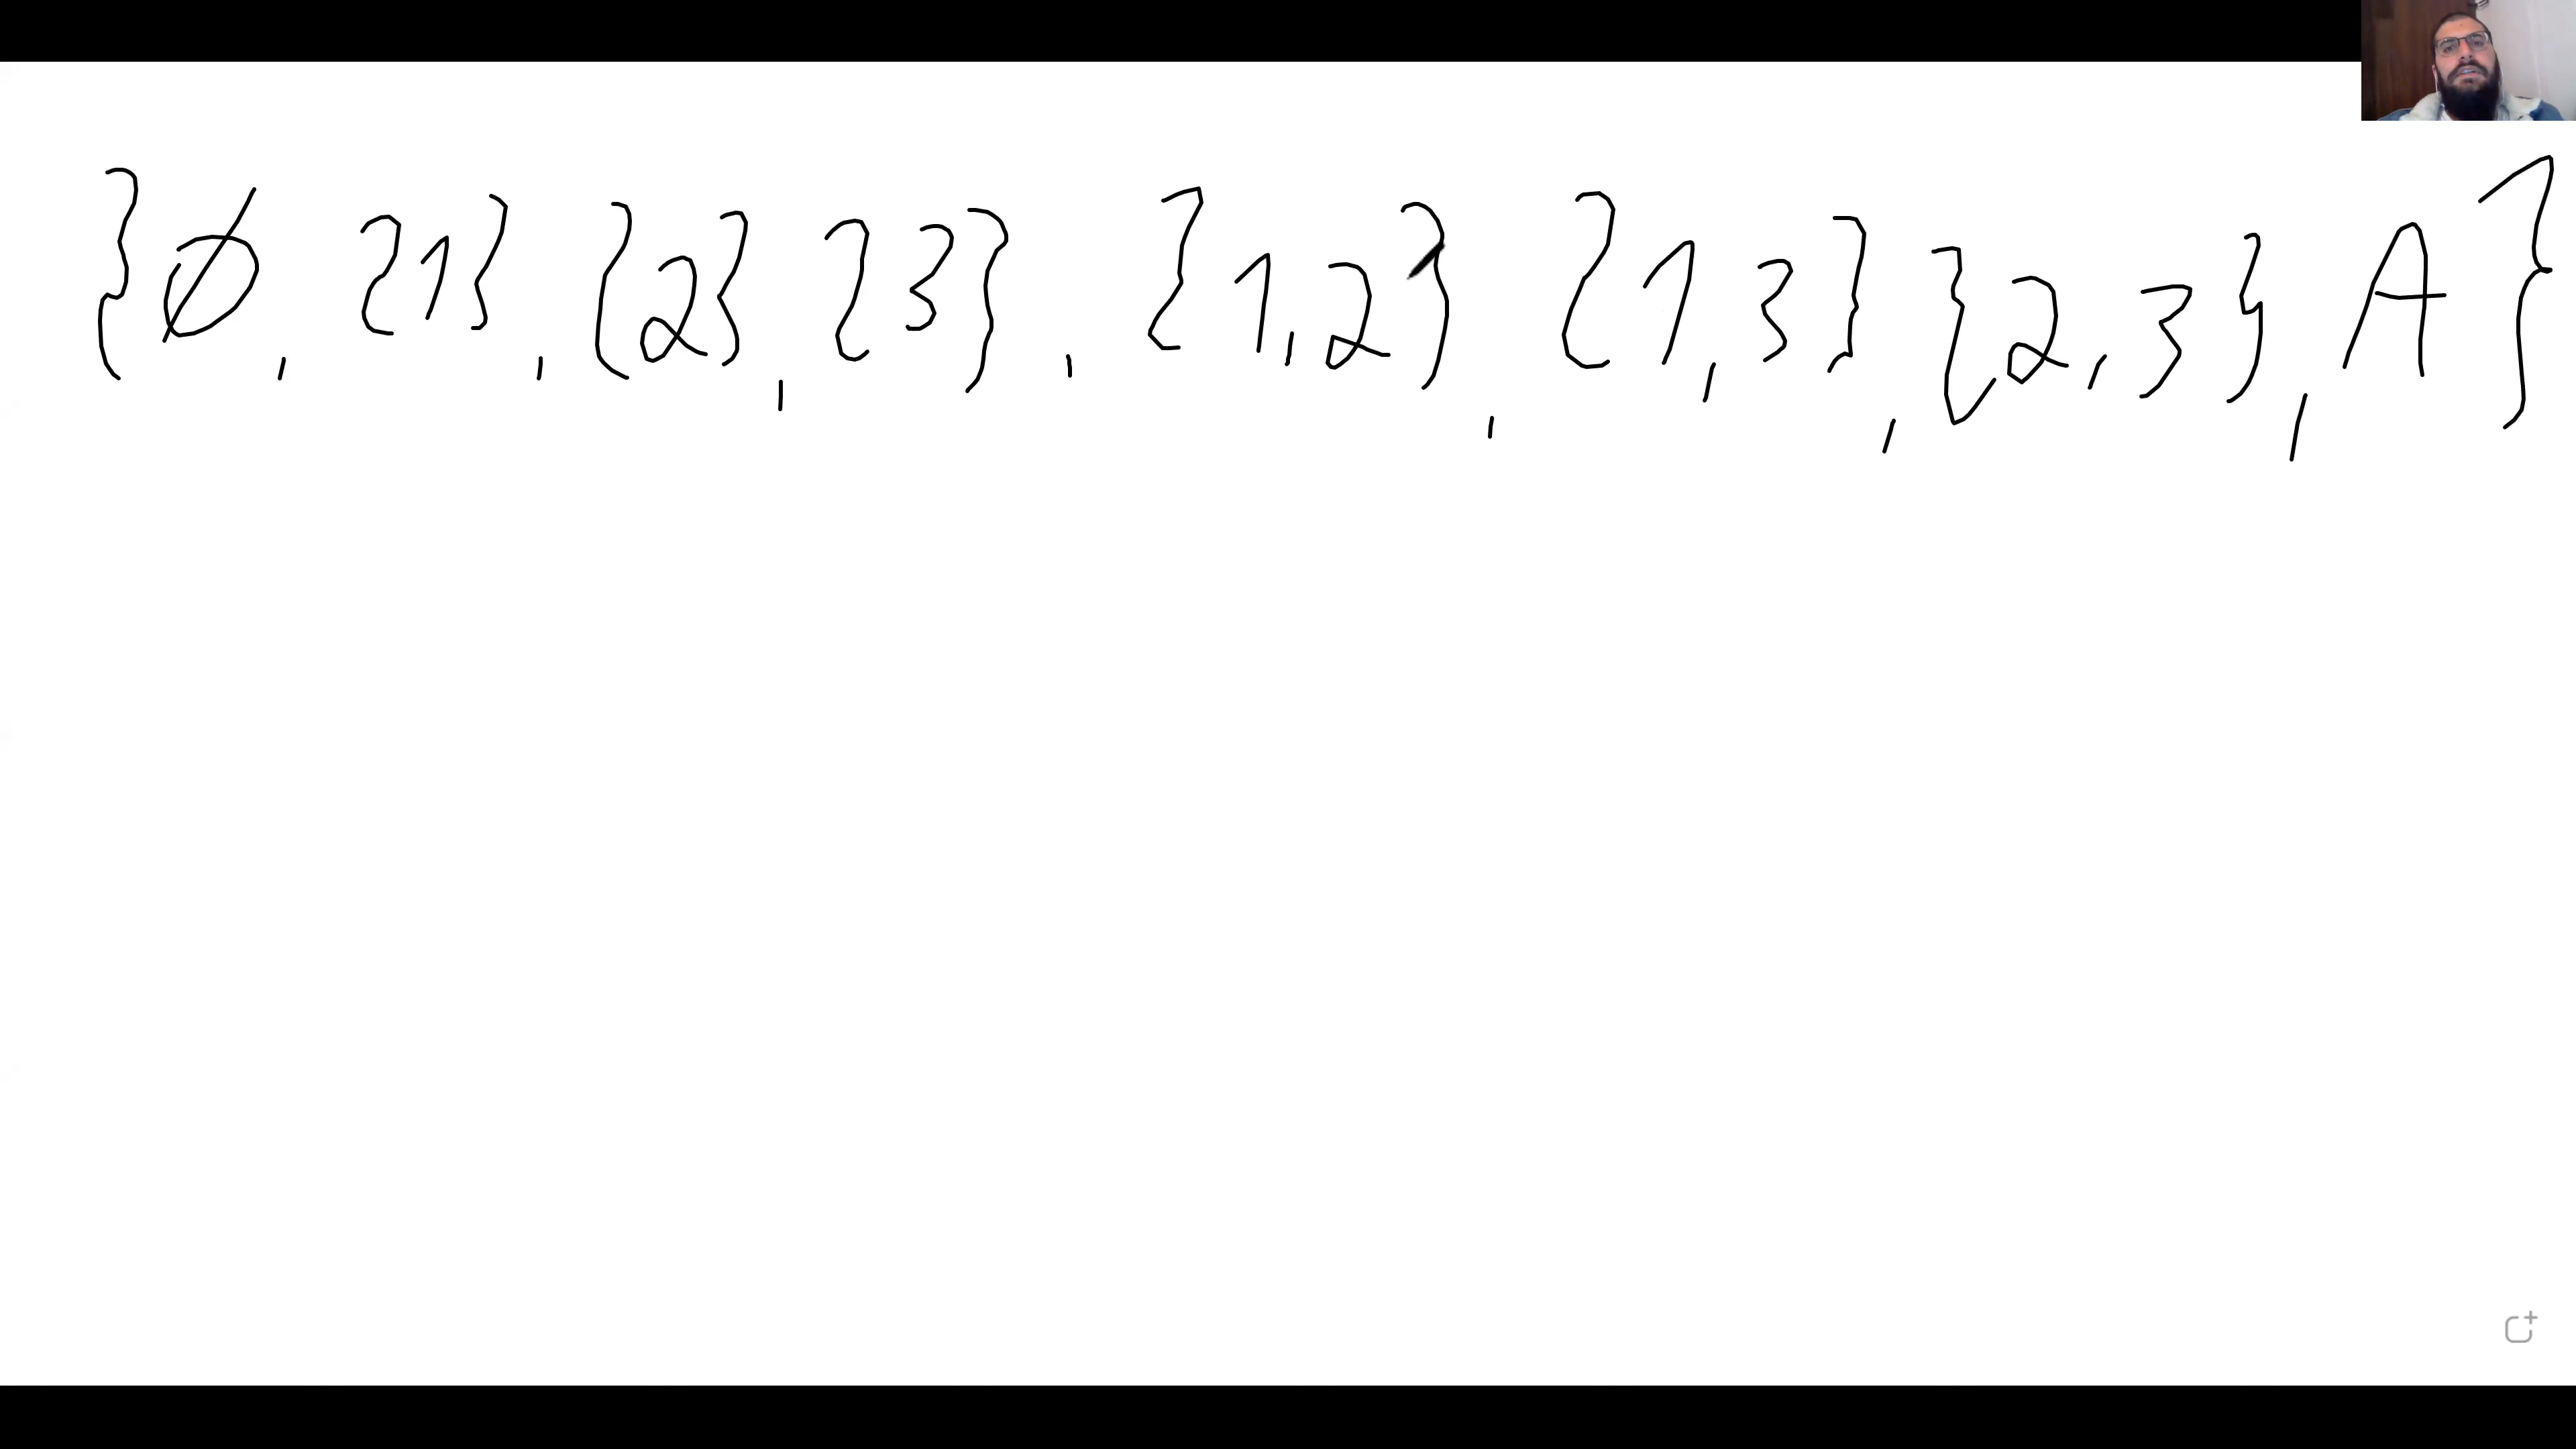 {∅, {1}, {2}, {3}, {1,2}, {1,3}, {2,3}, A}